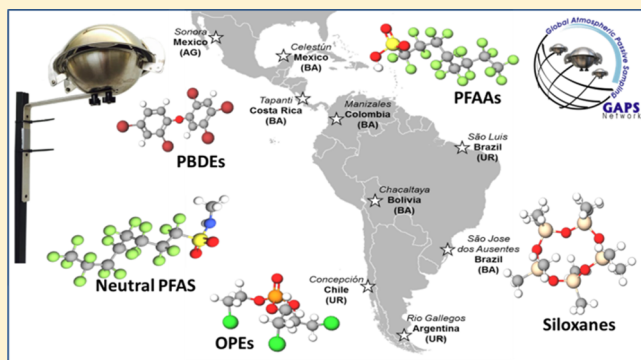 Sonora
Mexico
(AG)
Celestún
Mexico
(BA)
PFAAs
Global Atmospheric Passive Sampling
GAPS
Network
Tapanti
Costa Rica
(BA)
Manizales
Colombia
(BA)
PBDEs
São Luis
Brazil
(UR)
Chacaltaya
Bolivia
(BA)
São Jose
dos Ausentes
Brazil
(BA)
Neutral PFAS
Concepción
Chile
(UR)
OPEs
Rio Gallegos
Argentina
(UR)
Siloxanes